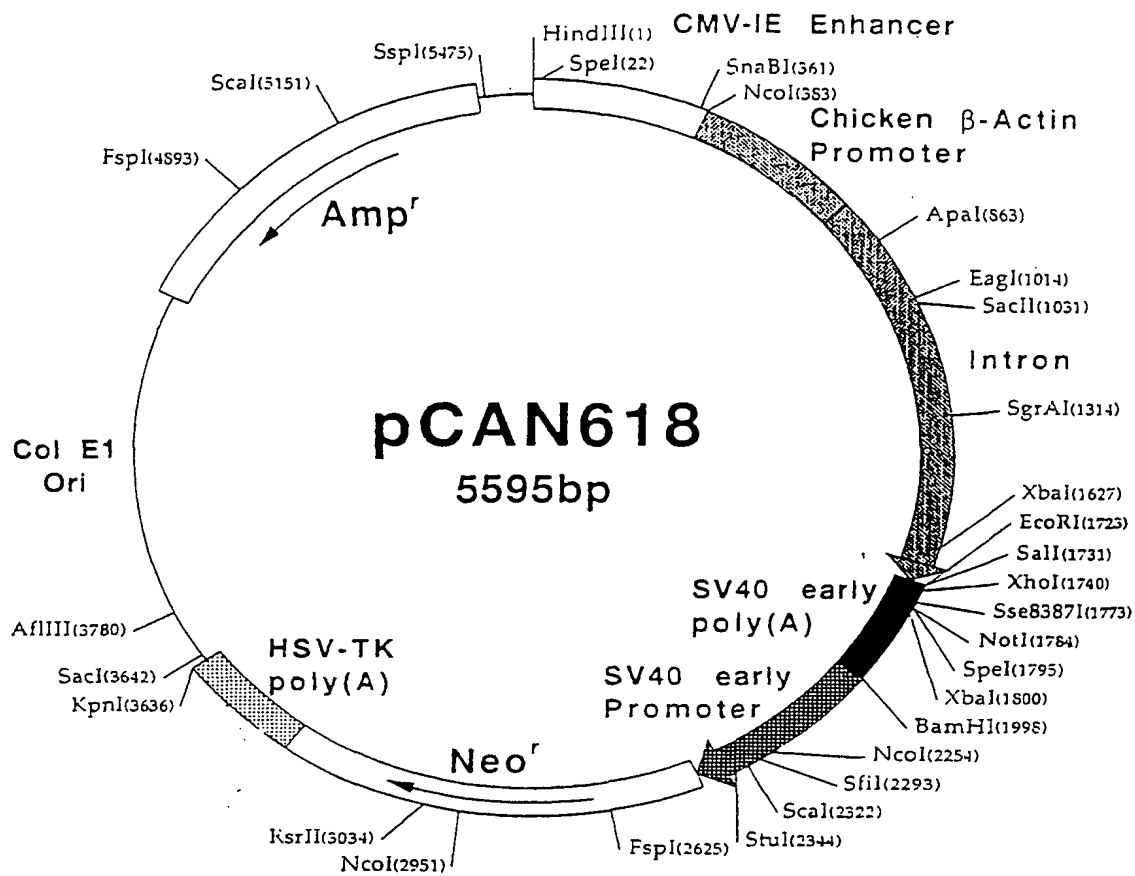 HindIII(1)
CMV-IE Enhancer
SspI(5475)
SpeI(22)
ScaI(5151)
SnaBI(361)
NcoI(383)
Chicken β-Actin
Promoter
FspI(4893)
Amp^r
ApaI(863)
EagI(1014)
SacII(1031)
Intron
pCAN618
5595bp
SgrAI(1314)
Col E1
Ori
XbaI(1627)
EcoRI(1723)
SalI(1731)
XhoI(1740)
SV40 early
poly(A)
Sse8387I(1773)
NotI(1784)
SpeI(1795)
XbaI(1800)
BamHI(1998)
AflIII(3780)
HSV-TK
poly(A)
SacI(3642)
KpnI(3636)
SV40 early
Promoter
NcoI(2254)
SfiI(2293)
ScaI(2322)
StuI(2344)
Neo^r
KsrII(3034)
NcoI(2951)
FspI(2625)